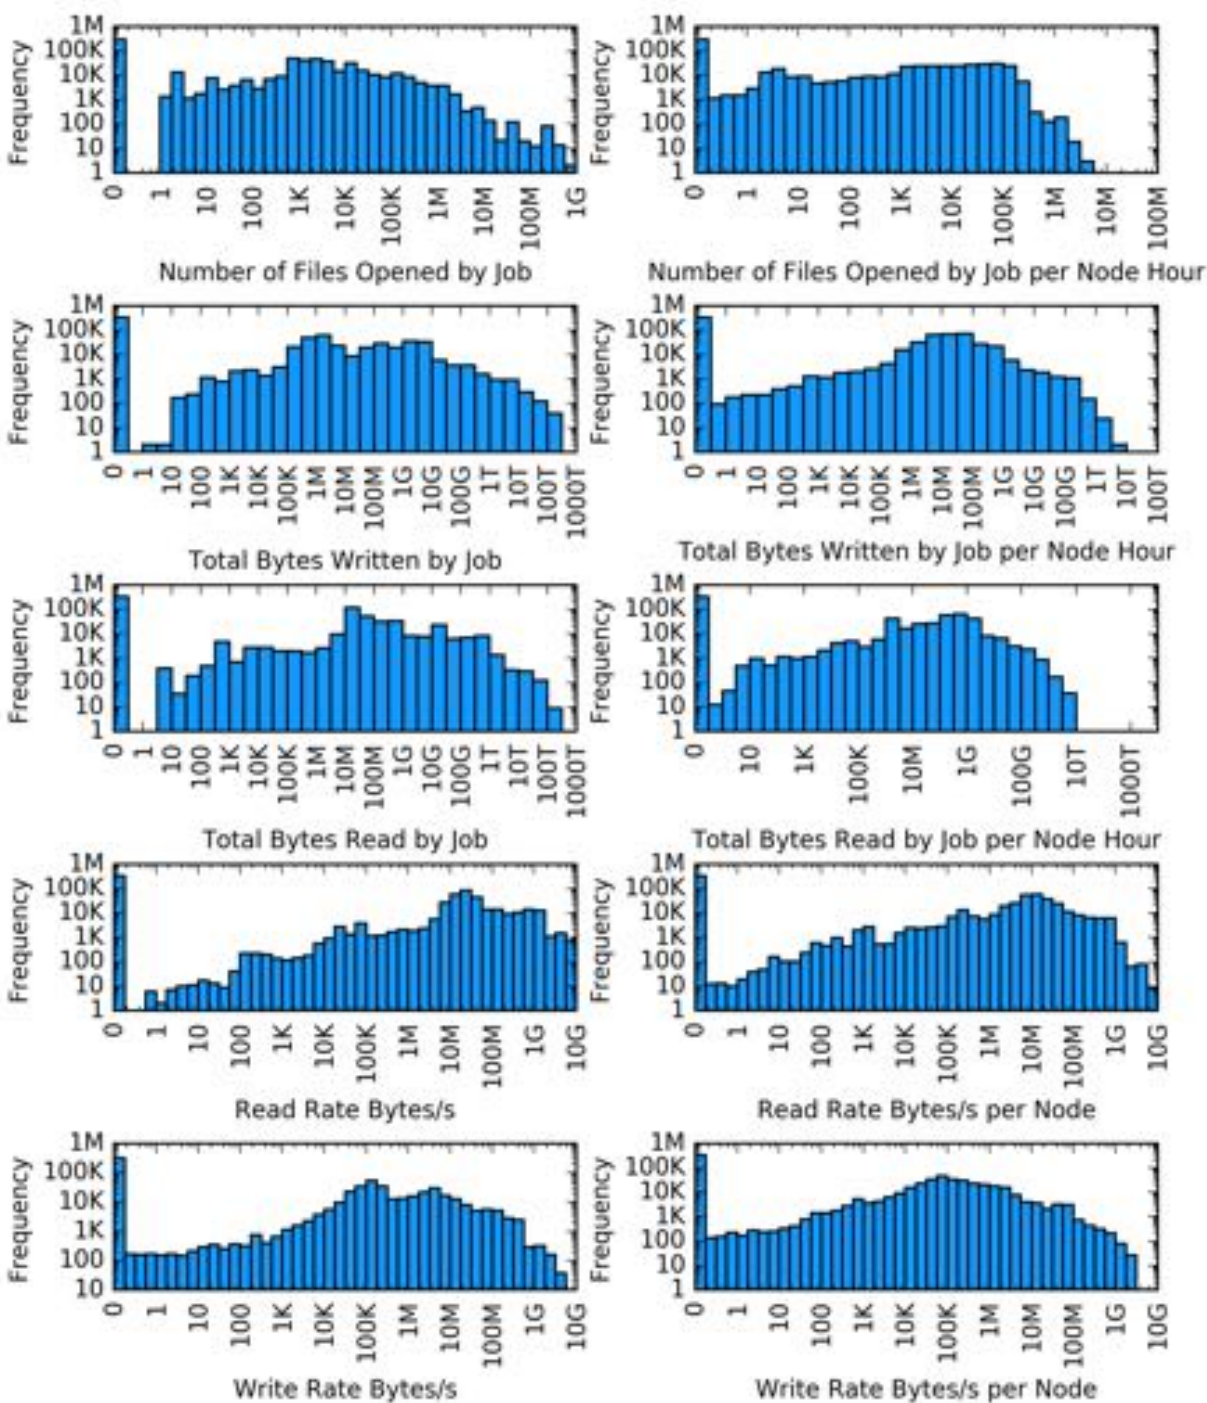 1M
100K
10K
1K
100
10
1
Frequency
0 1 10 100 1K 10K 100K 1M 10M 100M 1G
Number of Files Opened by Job
1M
100K
10K
1K
100
10
1
Frequency
0 1 10 100 1K 10K 100K 1M 10M 100M
Number of Files Opened by Job per Node Hour
1M
100K
10K
1K
100
10
1
Frequency
0 1 10 100 1K 10K 100K 1M 10M 100M 1G 10G 100G 1T 10T 100T 1000T
Total Bytes Written by Job
1M
100K
10K
1K
100
10
1
Frequency
0 1 10 100 1K 10K 100K 1M 10M 100M 1G 10G 100G 1T 10T 100T
Total Bytes Written by Job per Node Hour
1M
100K
10K
1K
100
10
1
Frequency
0 1 10 100 1K 10K 100K 1M 10M 100M 1G 10G 100G 1T 10T 100T 1000T
Total Bytes Read by Job
1M
100K
10K
1K
100
10
1
Frequency
0 10 1K 100K 10M 1G 100G 10T 1000T
Total Bytes Read by Job per Node Hour
1M
100K
10K
1K
100
10
1
Frequency
0 1 10 100 1K 10K 100K 1M 10M 100M 1G 10G
Read Rate Bytes/s
1M
100K
10K
1K
100
10
1
Frequency
0 1 10 100 1K 10K 100K 1M 10M 100M 1G 10G
Read Rate Bytes/s per Node
1M
100K
10K
1K
100
10
Frequency
0 1 10 100 1K 10K 100K 1M 10M 100M 1G 10G
Write Rate Bytes/s
1M
100K
10K
1K
100
10
1
Frequency
0 1 10 100 1K 10K 100K 1M 10M 100M 1G 10G
Write Rate Bytes/s per Node